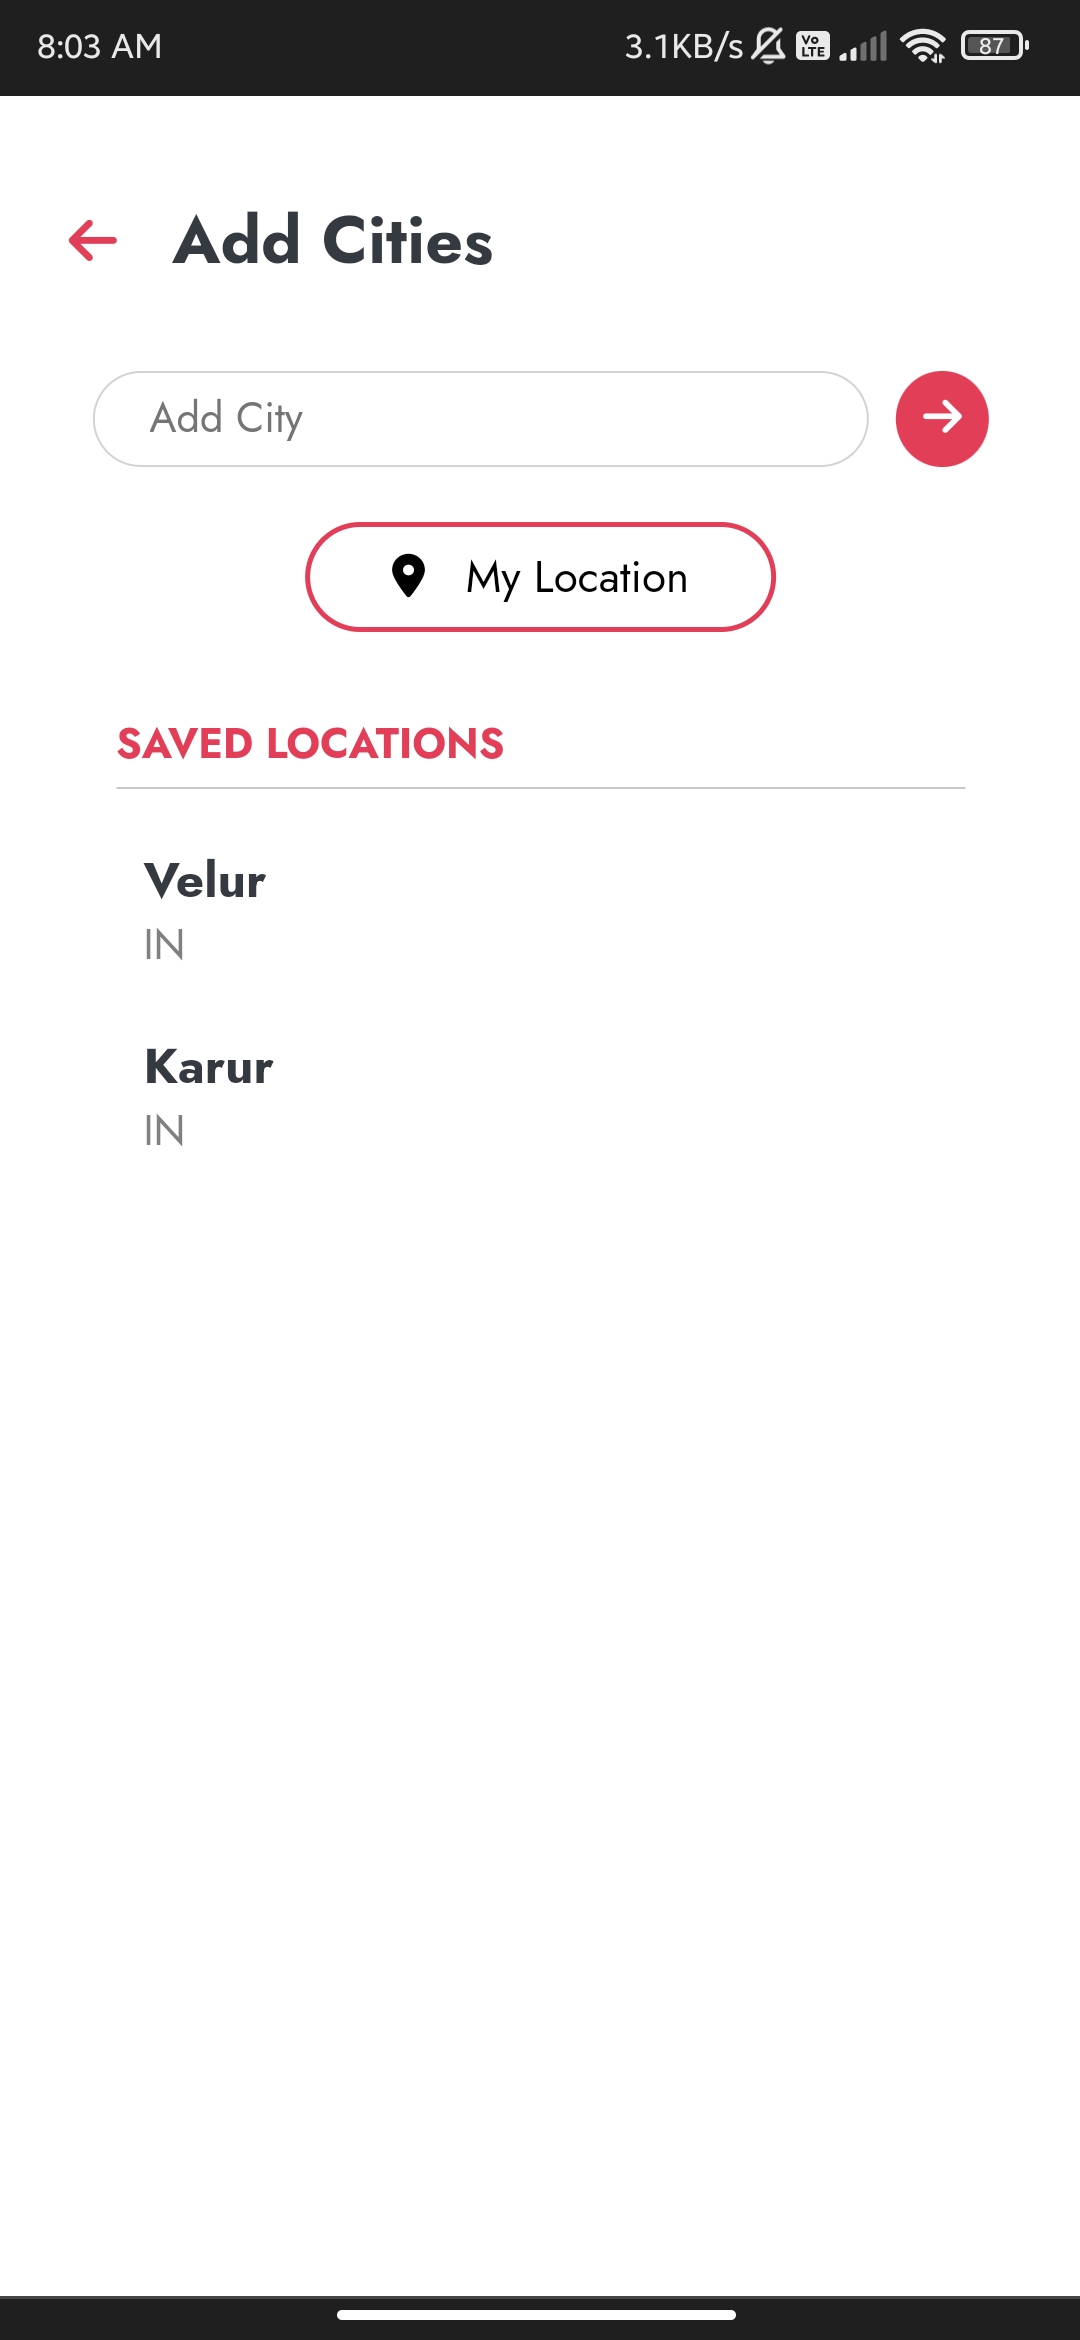 8:03 AM 3.1KB/s Vo LTE 87
Add Cities
Add City
My Location
SAVED LOCATIONS
Velur
IN
Karur
IN